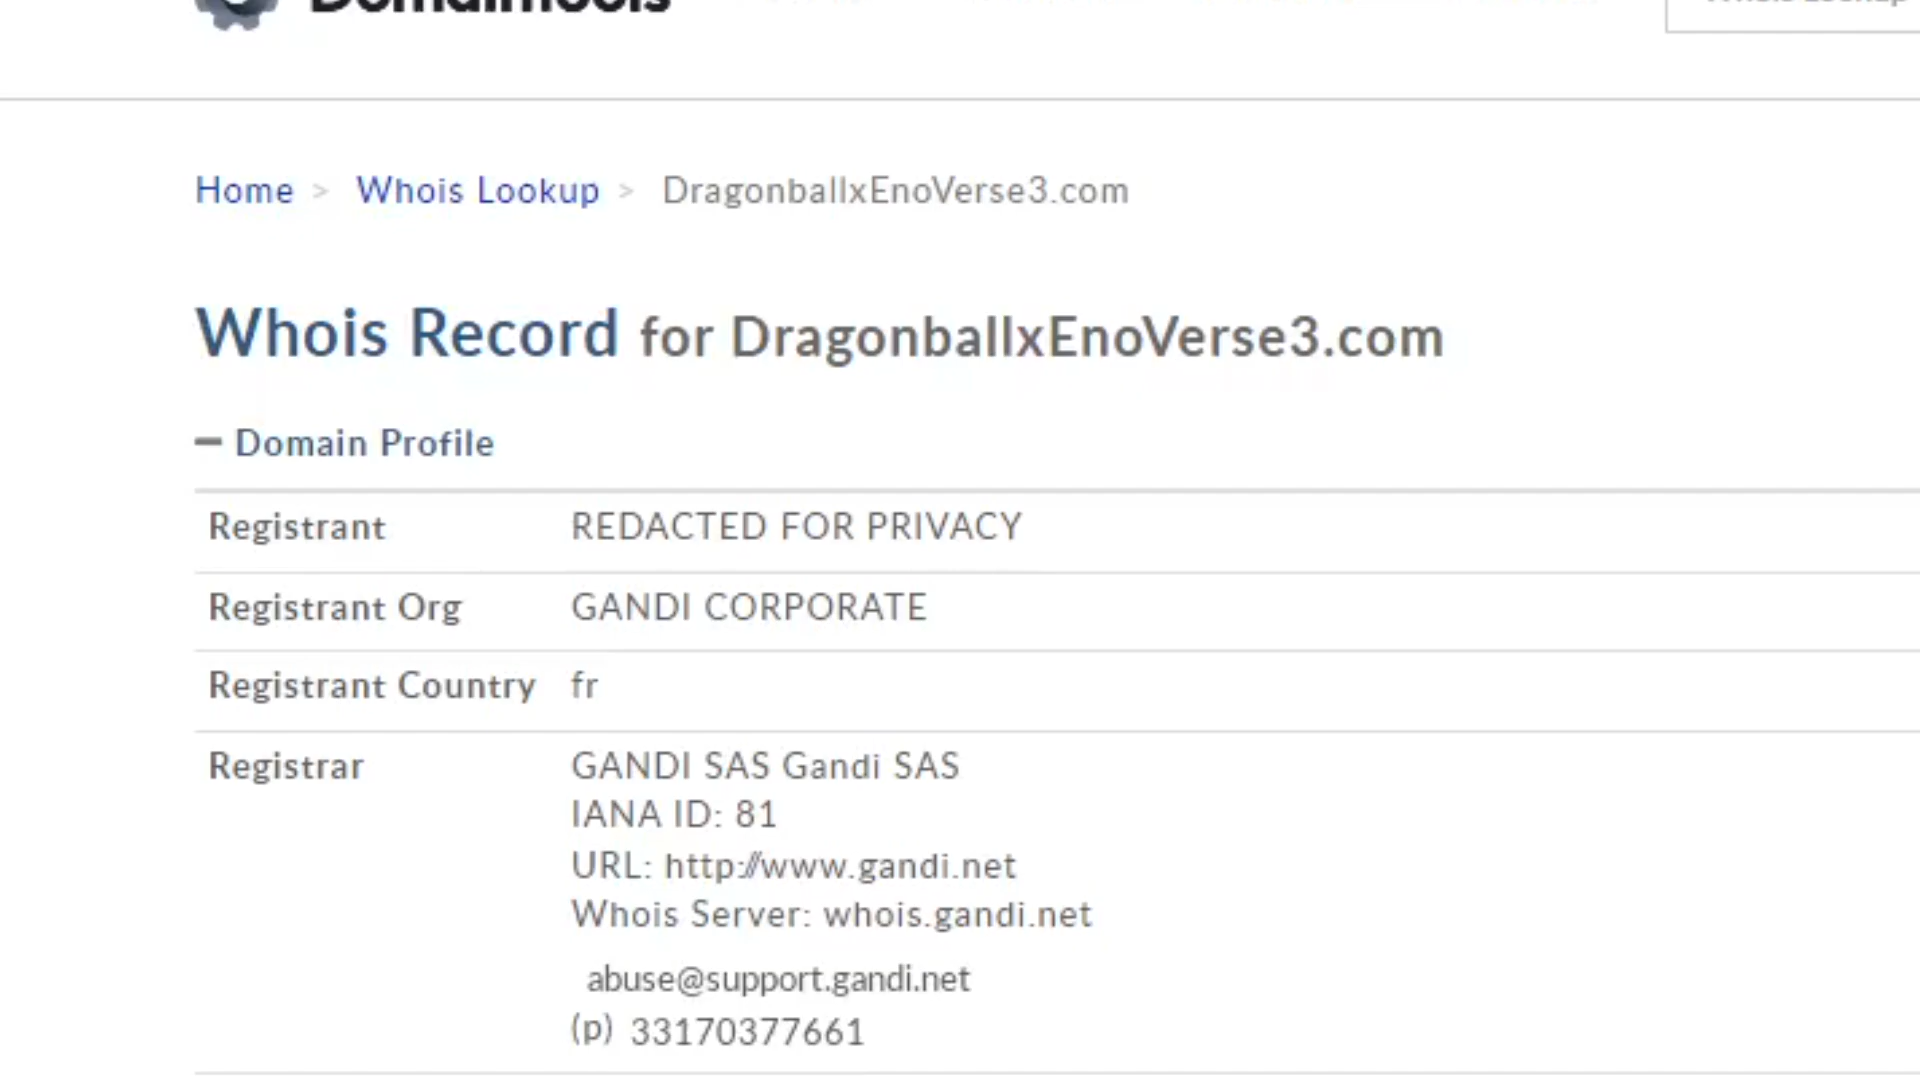 DomainTools
Home > Whois Lookup > DragonballxEnoVerse3.com
Whois Record for DragonballxEnoVerse3.com
Domain Profile
Registrant REDACTED FOR PRIVACY
Registrant Org GANDI CORPORATE
Registrant Country fr
Registrar GANDI SAS Gandi SAS
IANA ID: 81
URL: http://www.gandi.net
Whois Server: whois.gandi.net
abuse@support.gandi.net
(p) 33170377661